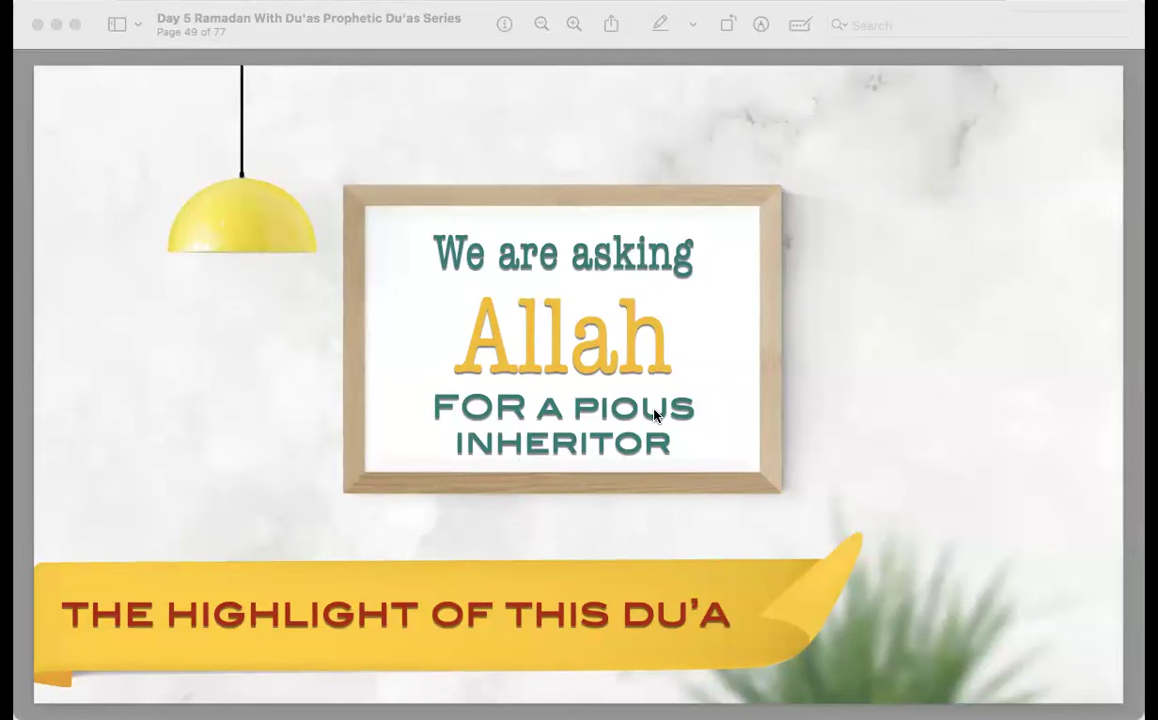 Day 5 Ramadan With Du'as Prophetic Du'as Series
Page 49 of 77
Search
We are asking
Allah
FOR A PIOUS
INHERITOR
THE HIGHLIGHT OF THIS DU'A